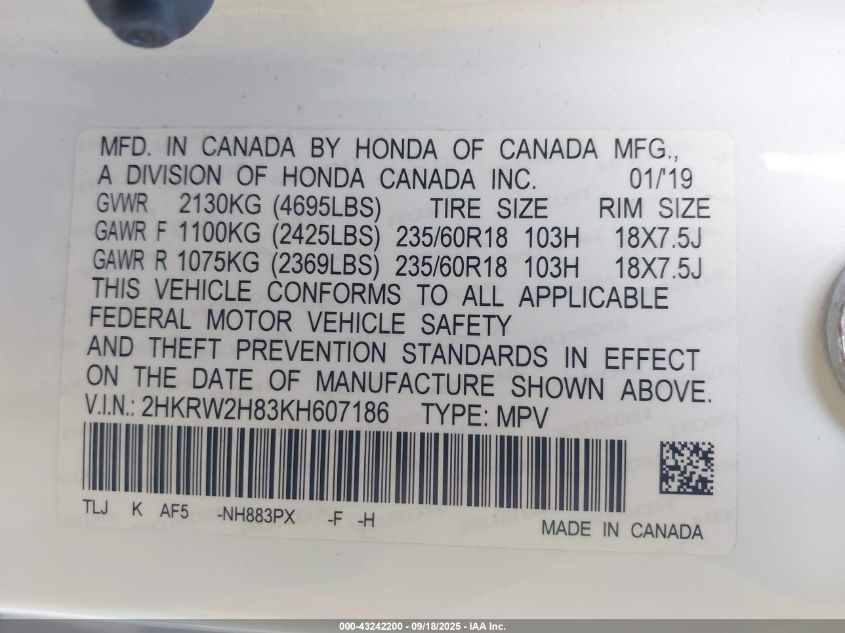 MFD. IN CANADA BY HONDA OF CANADA MFG.,
A DIVISION OF HONDA CANADA INC. 01/'19
GVWR 2130KG (4695LBS) TIRE SIZE RIM SIZE
GAWR F 1100KG (2425LBS) 235/60R18 103H 18X7.5J
GAWR R 1075KG (2369LBS) 235/60R18 103H 18X7.5J
THIS VEHICLE CONFORMS TO ALL APPLICABLE
FEDERAL MOTOR VEHICLE SAFETY
AND THEFT PREVENTION STANDARDS IN EFFECT
ON THE DATE OF MANUFACTURE SHOWN ABOVE.
V.I.N.: 2HKRW2H83KH607186 TYPE: MPV
TLJ K AF5 -NH883PX -F -H
MADE IN CANADA
000-43242200 - 09/18/2025 - IAA Inc.